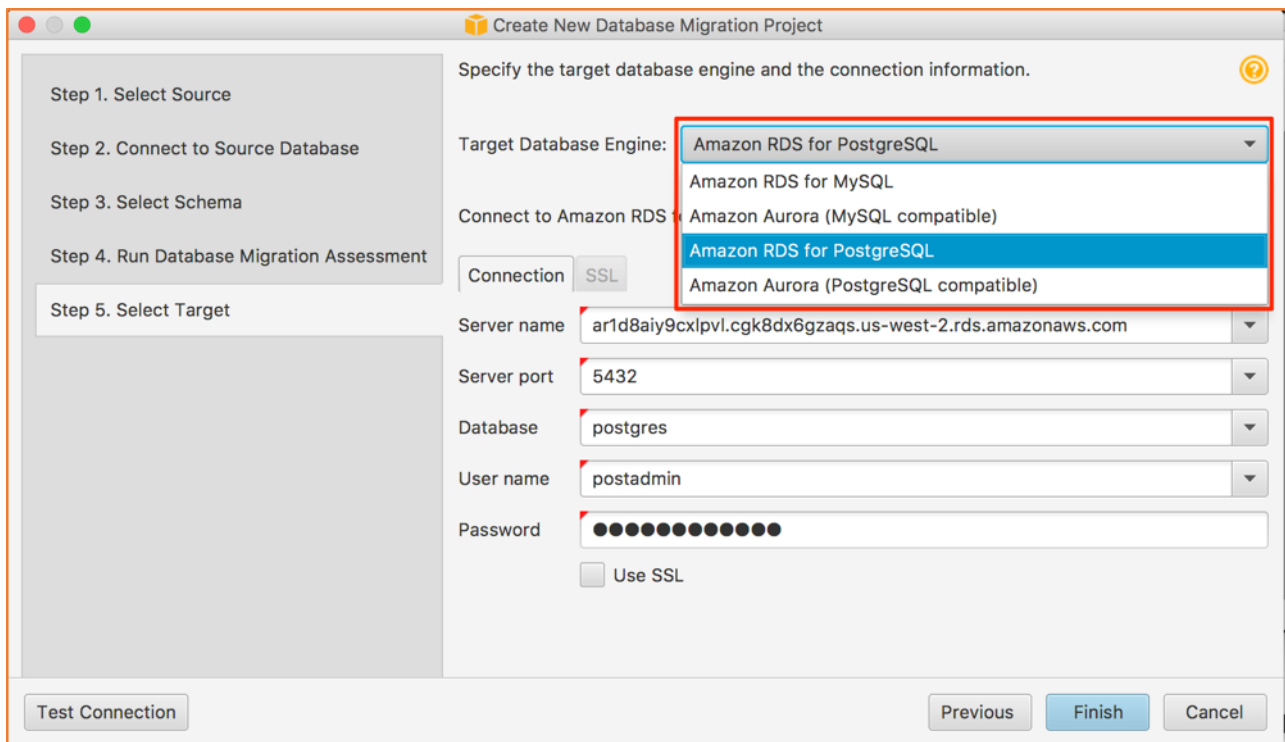 Create New Database Migration Project
Step 1. Select Source
Step 2. Connect to Source Database
Step 3. Select Schema
Step 4. Run Database Migration Assessment
Step 5. Select Target
Specify the target database engine and the connection information.
?
Target Database Engine: Amazon RDS for PostgreSQL
Amazon RDS for MySQL
Amazon Aurora (MySQL compatible)
Amazon RDS for PostgreSQL
Amazon Aurora (PostgreSQL compatible)
Connect to Amazon RDS
Connection SSL
Server name ar1d8aiy9cxlpvl.cgk8dx6gzaqs.us-west-2.rds.amazonaws.com
Server port 5432
Database postgres
User name postadmin
Password ●●●●●●●●●●●●
Use SSL
Test Connection Previous Finish Cancel